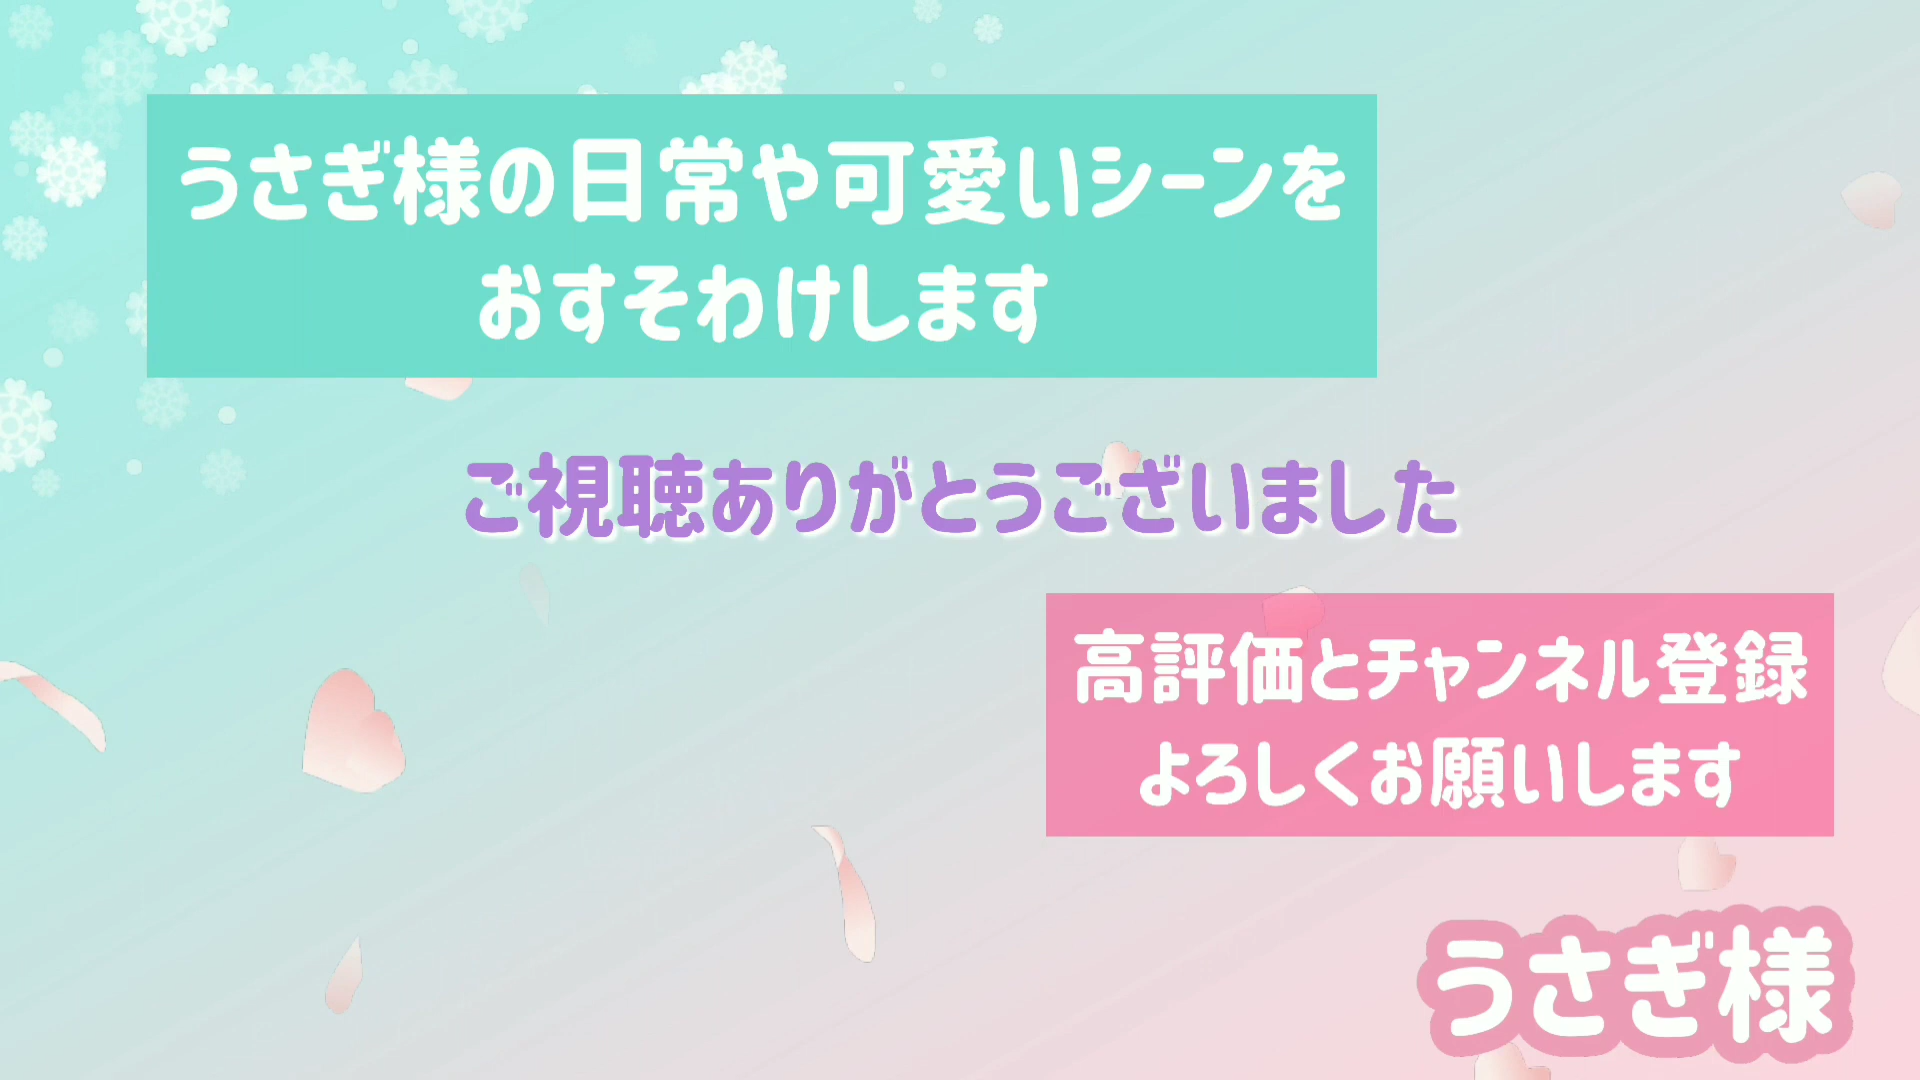 うさぎ様の日常や可愛いシーンを
おすそわけします
ご視聴ありがとうございました
高評価とチャンネル登録
よろしくお願いします
うさぎ様